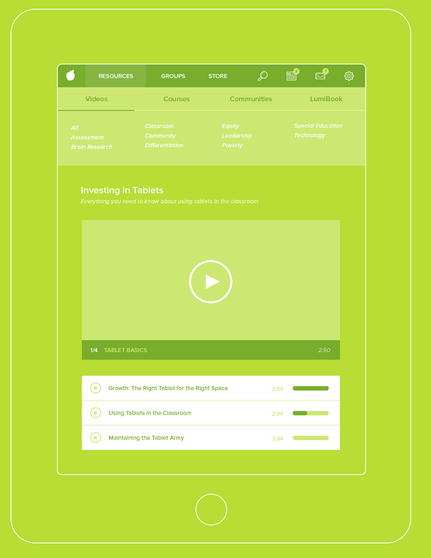 RESOURCES GROUPS STORE
Videos Courses Communities LumiBook
All Classroom Equity Special Education
Assessment Community Leadership Technology
Brain Research Differentiation Poverty
Investing in Tablets
Everything you need to know about using tablets in the classroom
1/4 TABLET BASICS 2:50
Growth: The Right Tablet for the Right Space 3:34
Using Tablets in the Classroom 3:34
Maintaining the Tablet Army 3:34